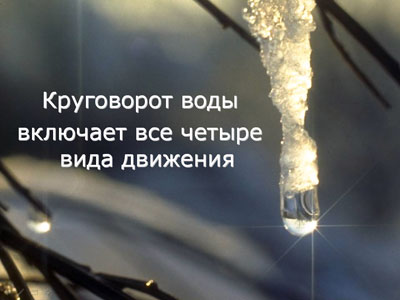 Круговорот воды
включает все четыре
вида движения